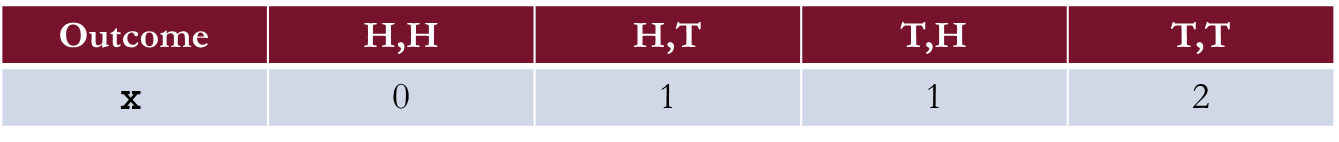 Outcome H,H H,T T,H T,T
x 0 1 1 2